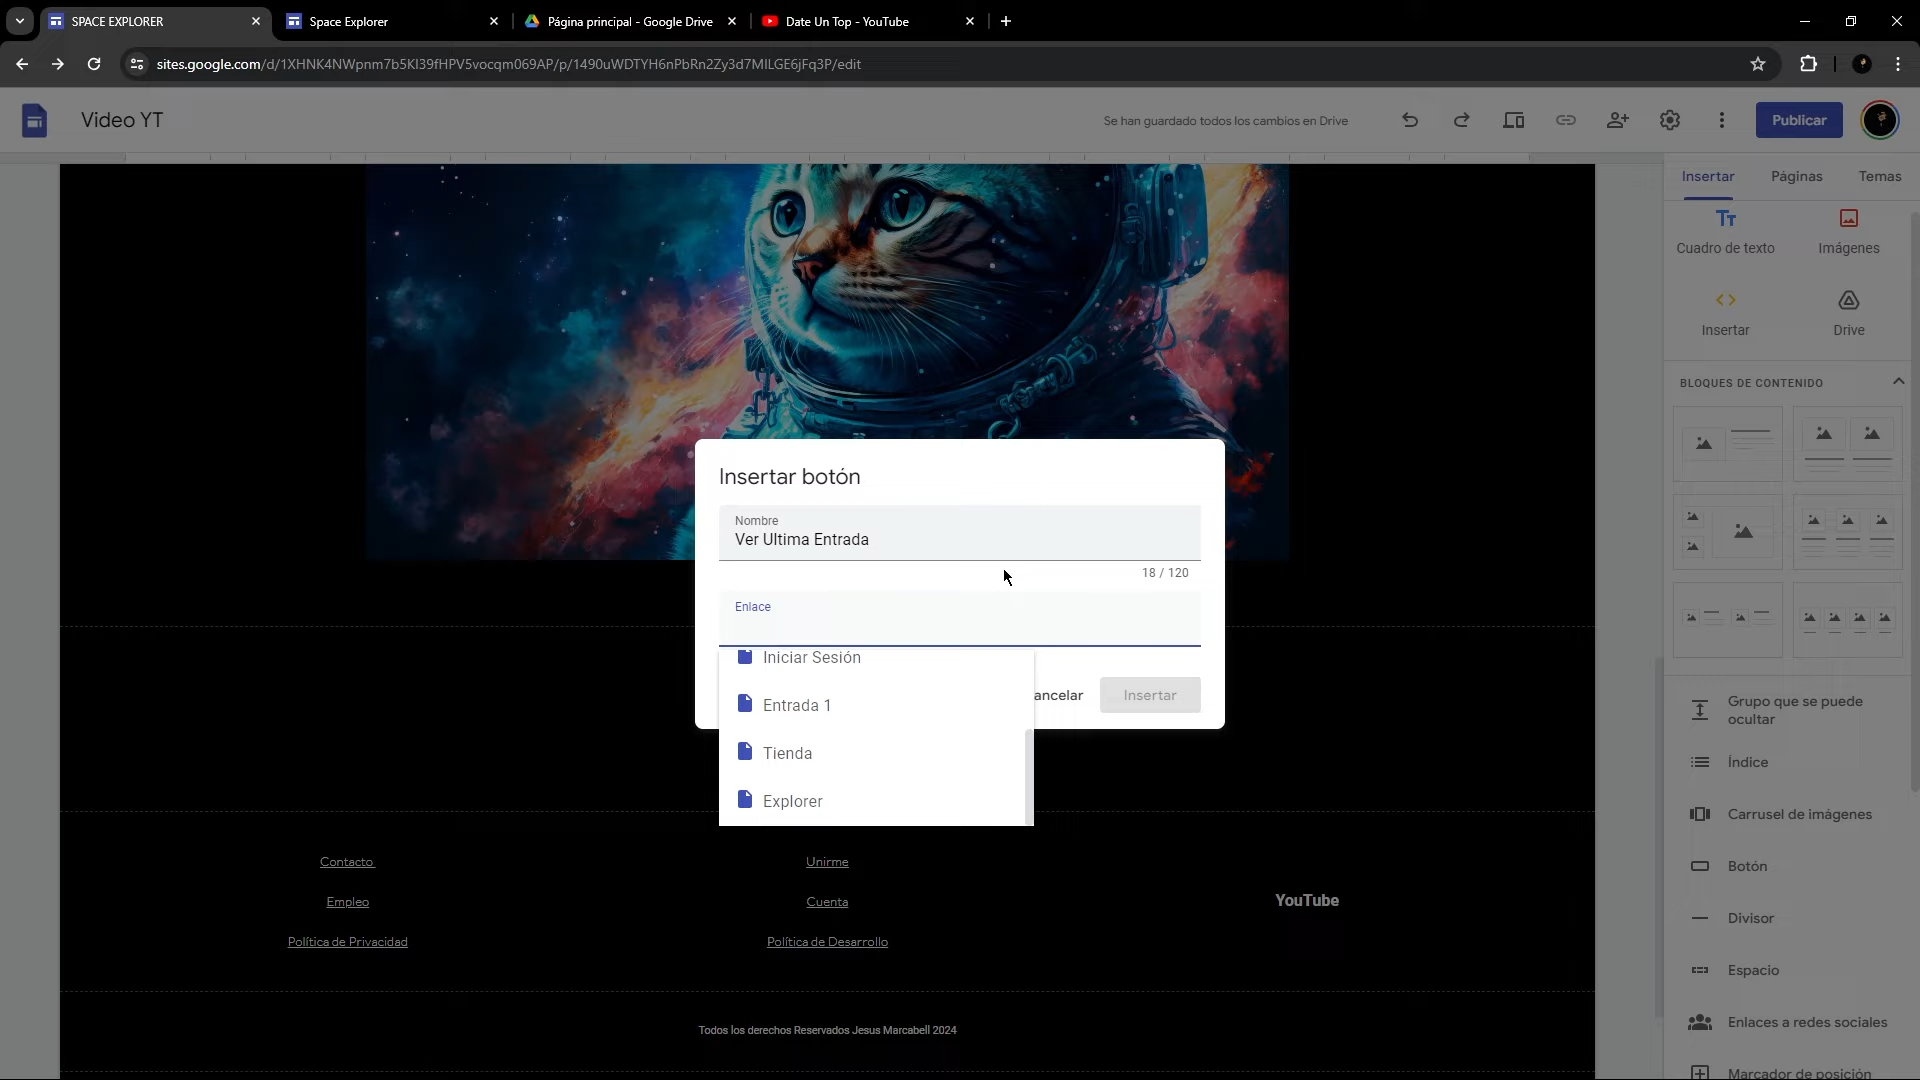 SPACE EXPLORER
Space Explorer
Página principal - Google Drive
Date Un Top - YouTube
sites.google.com/d/1XHNK4NWpnm7b5KI39fHPV5vocqm069AP/p/1490uWDTYH6nPbRn2Zy3d7MILGE6jFq3P/edit
Video YT
Se han guardado todos los cambios en Drive
Publicar
Insertar
Páginas
Temas
Cuadro de texto
Imágenes
Insertar
Drive
BLOQUES DE CONTENIDO
Insertar botón
Nombre
Ver Ultima Entrada
18 / 120
Enlace
Iniciar Sesión
Entrada 1
Tienda
Explorer
ancelar
Insertar
Grupo que se puede
ocultar
Índice
Carrusel de imágenes
Botón
Divisor
Espacio
Enlaces a redes sociales
Marcador de posición
Contacto
Unirme
Empleo
Cuenta
YouTube
Política de Privacidad
Política de Desarrollo
Todos los derechos Reservados Jesus Marcabell 2024